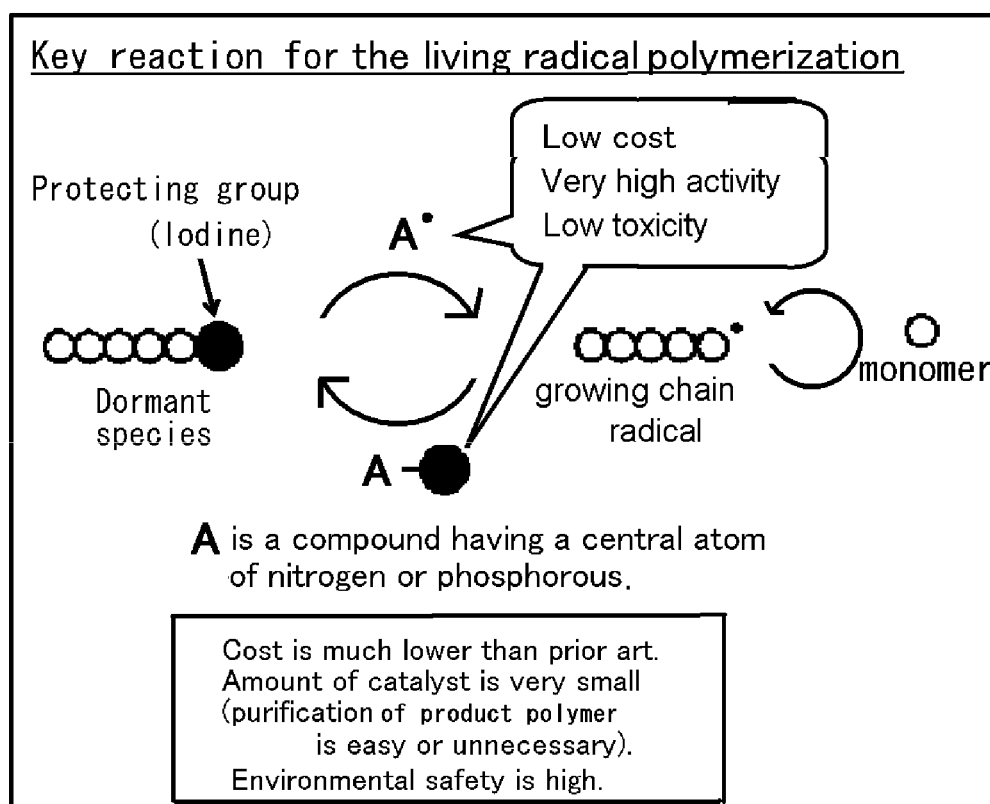 Key reaction for the living radical polymerization
Low cost
Very high activity
Low toxicity
Protecting group
(Iodine)
A•
Dormant
species
growing chain
radical
monomer
A
A is a compound having a central atom
of nitrogen or phosphorous.
Cost is much lower than prior art.
Amount of catalyst is very small
(purification of product polymer
is easy or unnecessary).
Environmental safety is high.